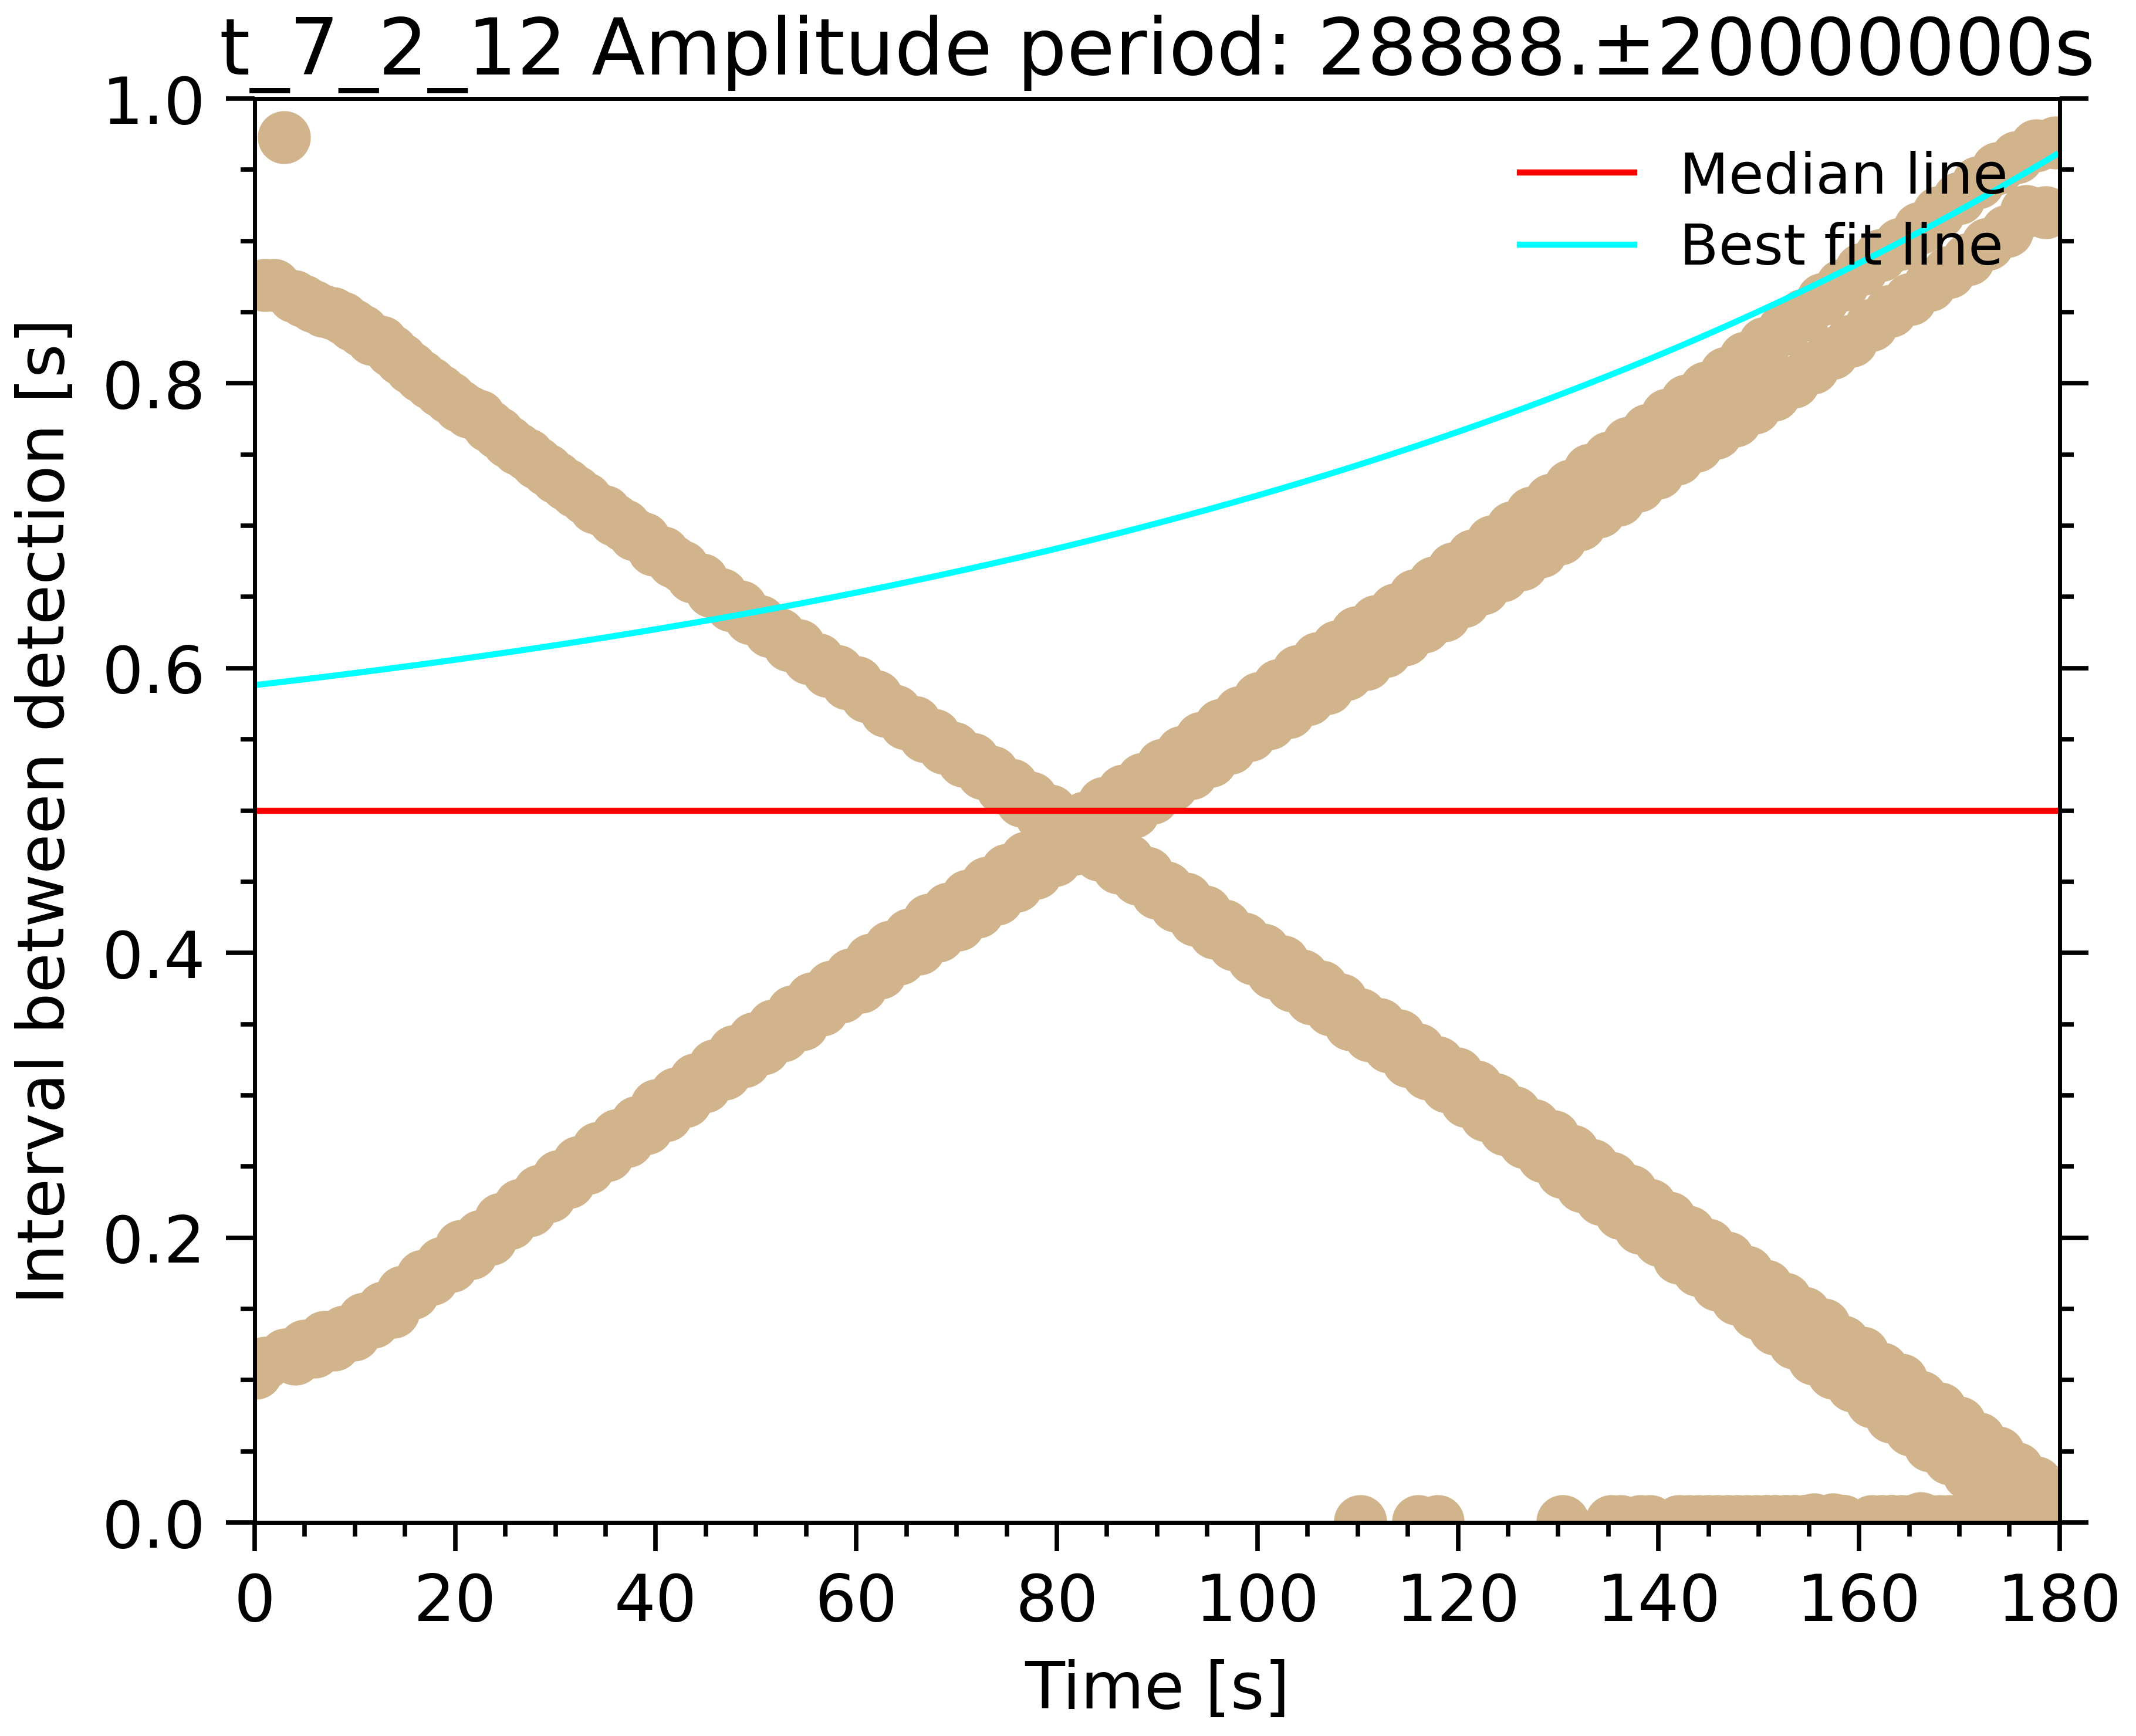 t_7_2_12 Amplitude period: 28888.±20000000s
Interval between detection [s]
1.0
0.8
0.6
0.4
0.2
0.0
Median line
Best fit line
0 20 40 60 80 100 120 140 160 180
Time [s]